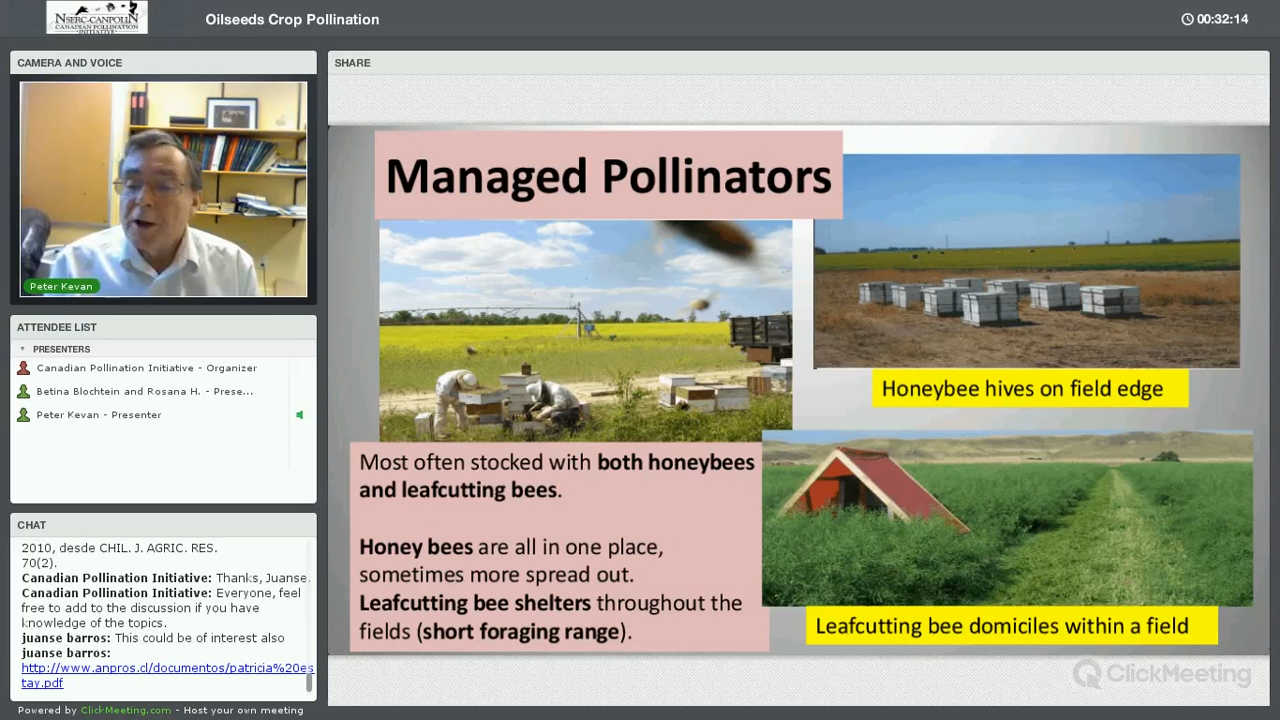 NSERC-CANPOLIN
CANADIAN POLLINATION
INITIATIVE
Oilseeds Crop Pollination
00:32:14
CAMERA AND VOICE
Peter Kevan
ATTENDEE LIST
PRESENTERS
Canadian Pollination Initiative - Organizer
Betina Blochtein and Rosana H. - Prese...
Peter Kevan - Presenter
CHAT
2010, desde CHIL. J. AGRIC. RES.
70(2).
Canadian Pollination Initiative: Thanks, Juanse.
Canadian Pollination Initiative: Everyone, feel
free to add to the discussion if you have
knowledge of the topics.
juanse barros: This could be of interest also
juanse barros:
http://www.anpros.cl/documentos/patricia%20es
tay.pdf
Powered by ClickMeeting.com - Host your own meeting
SHARE
Managed Pollinators
Honeybee hives on field edge
Most often stocked with both honeybees
and leafcutting bees.
Honey bees are all in one place,
sometimes more spread out.
Leafcutting bee shelters throughout the
fields (short foraging range).
Leafcutting bee domiciles within a field
ClickMeeting